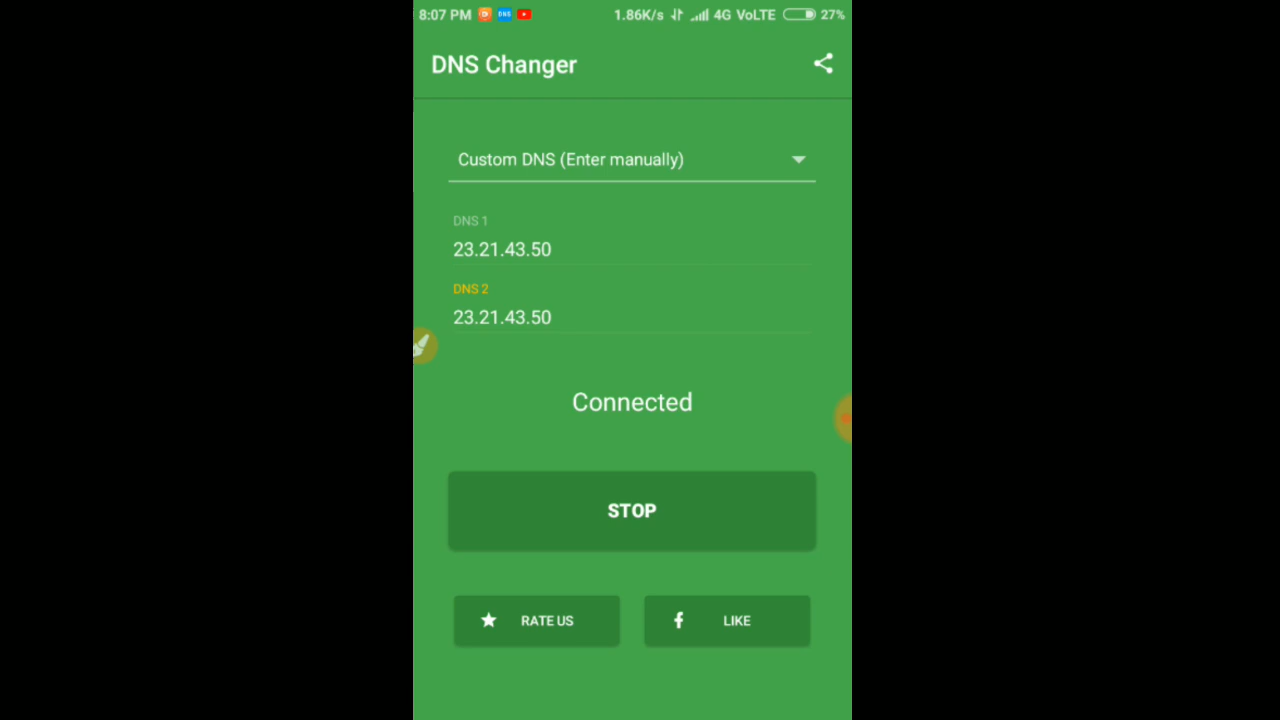 8:07 PM DNS 1.86K/s 4G VoLTE 27%
DNS Changer
Custom DNS (Enter manually)
DNS 1
23.21.43.50
DNS 2
23.21.43.50
Connected
STOP
RATE US LIKE